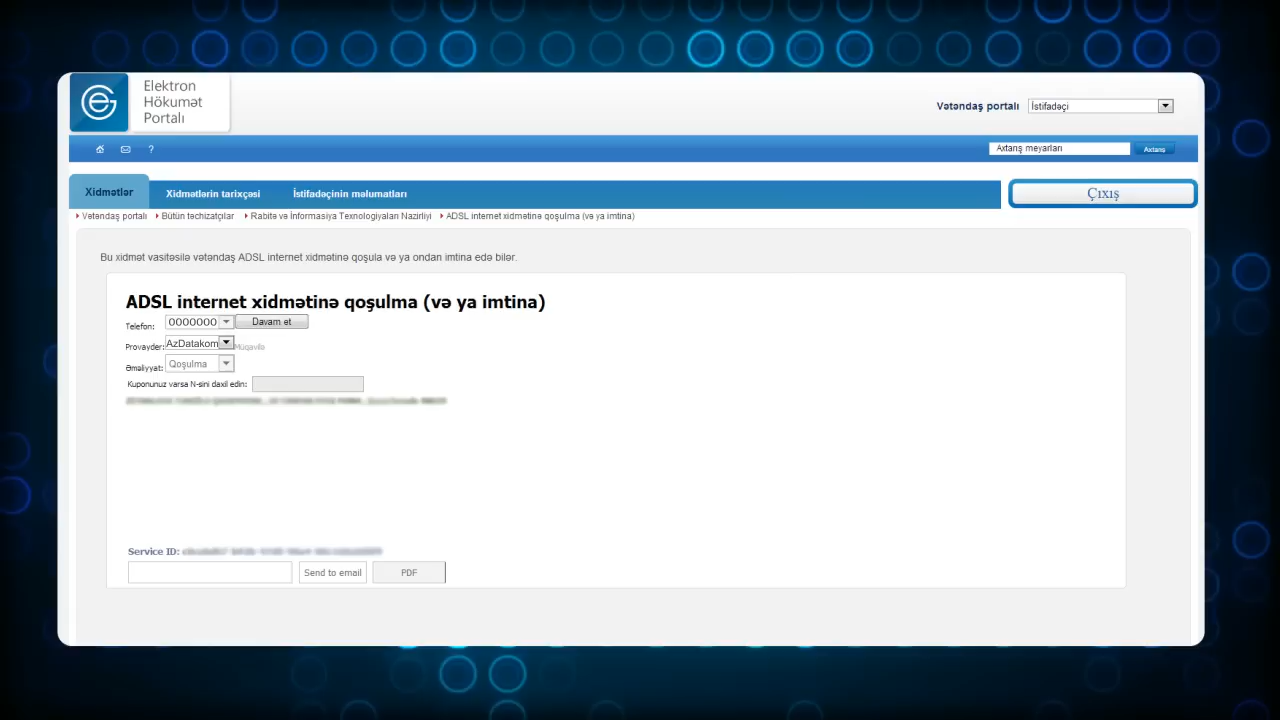 Elektron
Hökumət
Portalı
Vətəndaş portalı İstifadəçi
? Axtarış meyarları Axtarış
Xidmətlər Xidmətlərin tarixçəsi İstifadəçinin məlumatları Çıxış
Vətəndaş portalı Bütün təchizatçılar Rabitə və İnformasiya Texnologiyaları Nazirliyi ADSL internet xidmətinə qoşulma (və ya imtina)
Bu xidmət vasitəsilə vətəndaş ADSL internet xidmətinə qoşula və ya ondan imtina edə bilər.
ADSL internet xidmətinə qoşulma (və ya imtina)
Telefon: 0000000 Davam et
Provayder: AzDatakom Müqavilə
Əməliyyat: Qoşulma
Kuponunuz varsa N-sini daxil edin:
Service ID:
Send to email PDF